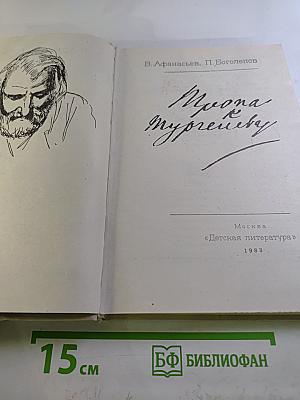 В. Афанасьев, П. Боголепов
Тропа
к
Тургеневу
Москва
«Детская литература»
1983
15 см
БФ БИБЛИОФАН